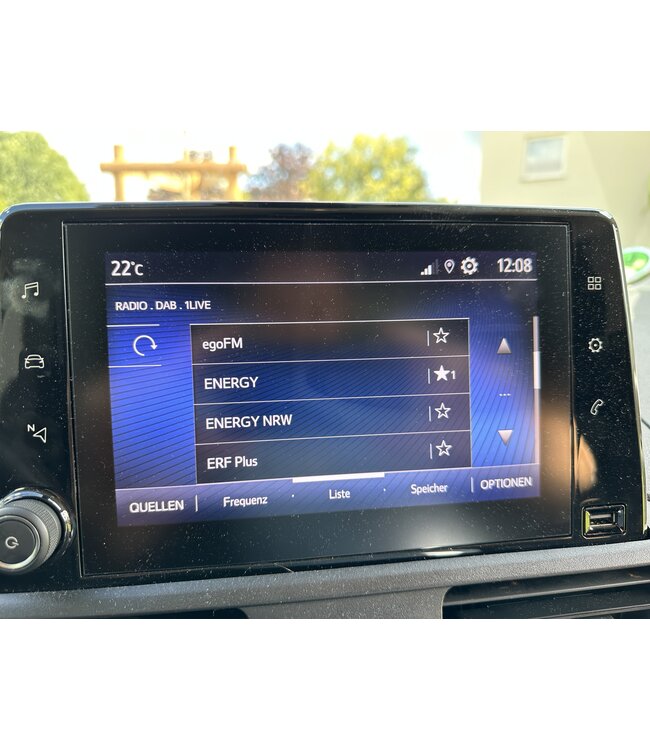 22°C 12:08
RADIO . DAB . 1LIVE
egoFM
ENERGY 1
ENERGY NRW
ERF Plus
QUELLEN Frequenz Liste Speicher OPTIONEN
N